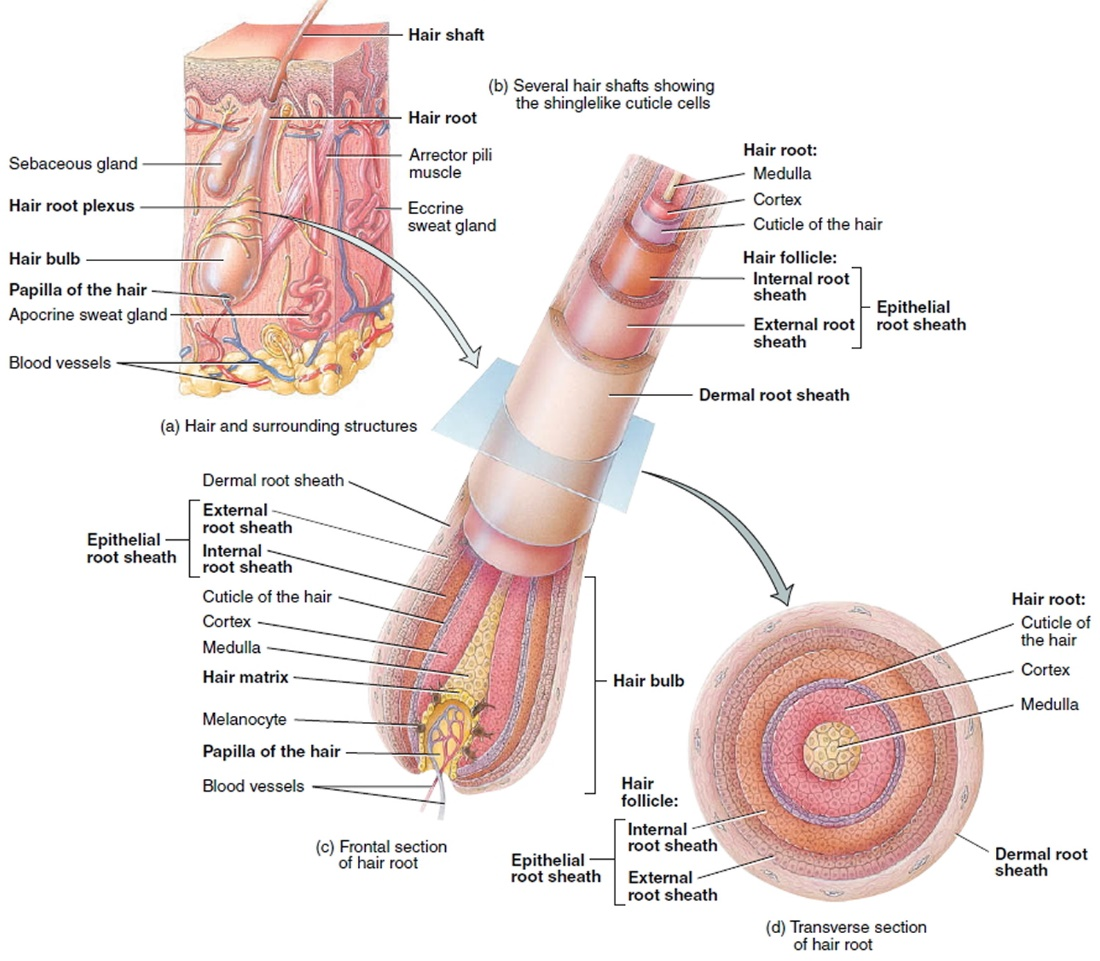 Hair shaft
(b) Several hair shafts showing
the shinglelike cuticle cells
Hair root
Arrector pili
muscle
Eccrine
sweat gland
Sebaceous gland
Hair root plexus
Hair bulb
Papilla of the hair
Apocrine sweat gland
Blood vessels
(a) Hair and surrounding structures
Hair root:
Medulla
Cortex
Cuticle of the hair
Hair follicle:
Internal root
sheath
External root
sheath
Epithelial
root sheath
Dermal root sheath
Dermal root sheath
External
root sheath
Epithelial
root sheath
Internal
root sheath
Cuticle of the hair
Cortex
Medulla
Hair matrix
Melanocyte
Papilla of the hair
Blood vessels
Hair bulb
(c) Frontal section
of hair root
Hair root:
Cuticle of
the hair
Cortex
Medulla
Hair
follicle:
Internal
root sheath
Epithelial
root sheath
External
root sheath
Dermal root
sheath
(d) Transverse section
of hair root